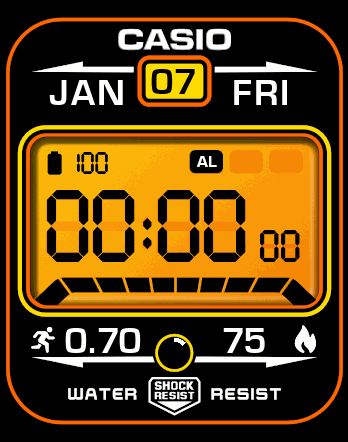 CASIO
JAN 07 FRI
100 AL
00:00 00
0.70 75
WATER SHOCK RESIST RESIST